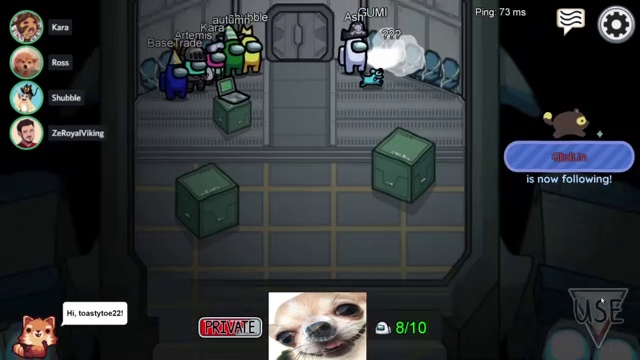 Kara
Ross
Shubble
ZeRoyalViking
Shubble
autumn
Kara
Artemis
BaseTrade
GUMI
Ash
???
Ping: 73 ms
is now following!
Hi, toastytoe22!
PRIVATE
8/10
USE